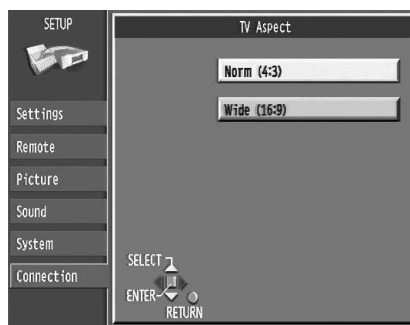 SETUP
TV Aspect
Norm (4:3)
Wide (16:9)
Settings
Remote
Picture
Sound
System
Connection
SELECT
ENTER
RETURN